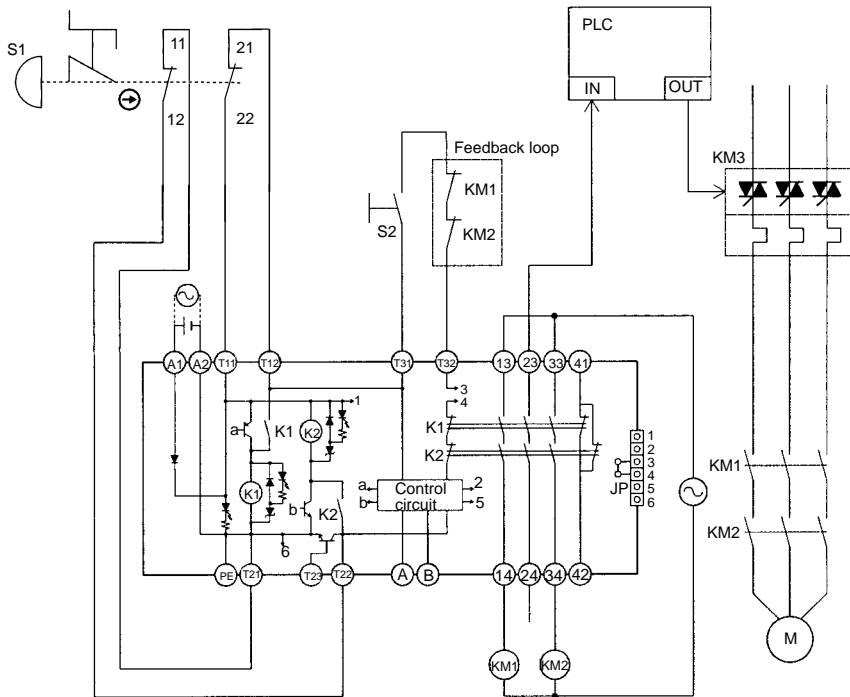 PLC
IN
OUT
S1
11
21
12
22
Feedback loop
KM1
KM2
S2
KM3
A1
A2
T11
T12
T31
T32
13
23
33
41
3
4
1
a
K1
K2
K1
K2
K1
b
K2
6
Control
circuit
a
b
2
5
JP
1
2
3
4
5
6
PE
T21
T23
T22
A
B
14
24
34
42
KM1
KM2
KM1
KM2
M